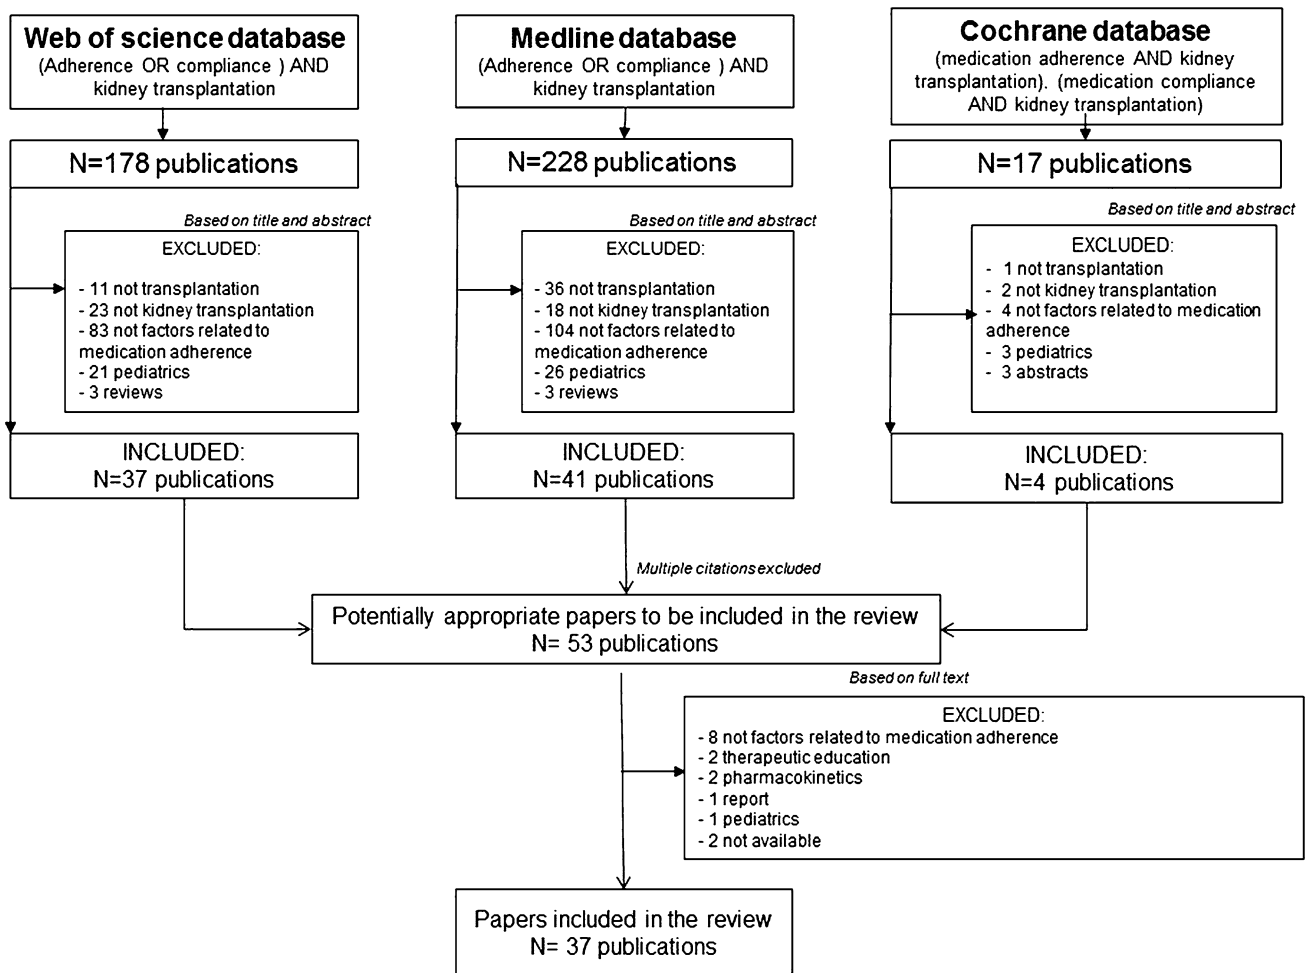 Web of science database
(Adherence OR compliance ) AND
kidney transplantation
N=178 publications
Based on title and abstract
EXCLUDED:
- 11 not transplantation
- 23 not kidney transplantation
- 83 not factors related to
medication adherence
- 21 pediatrics
- 3 reviews
INCLUDED:
N=37 publications
Medline database
(Adherence OR compliance ) AND
kidney transplantation
N=228 publications
Based on title and abstract
EXCLUDED:
- 36 not transplantation
- 18 not kidney transplantation
- 104 not factors related to
medication adherence
- 26 pediatrics
- 3 reviews
INCLUDED:
N=41 publications
Cochrane database
(medication adherence AND kidney
transplantation), (medication compliance
AND kidney transplantation)
N=17 publications
Based on title and abstract
EXCLUDED:
- 1 not transplantation
- 2 not kidney transplantation
- 4 not factors related to medication
adherence
- 3 pediatrics
- 3 abstracts
INCLUDED:
N=4 publications
Multiple citations excluded
Potentially appropriate papers to be included in the review
N= 53 publications
Based on full text
EXCLUDED:
- 8 not factors related to medication adherence
- 2 therapeutic education
- 2 pharmacokinetics
- 1 report
- 1 pediatrics
- 2 not available
Papers included in the review
N= 37 publications